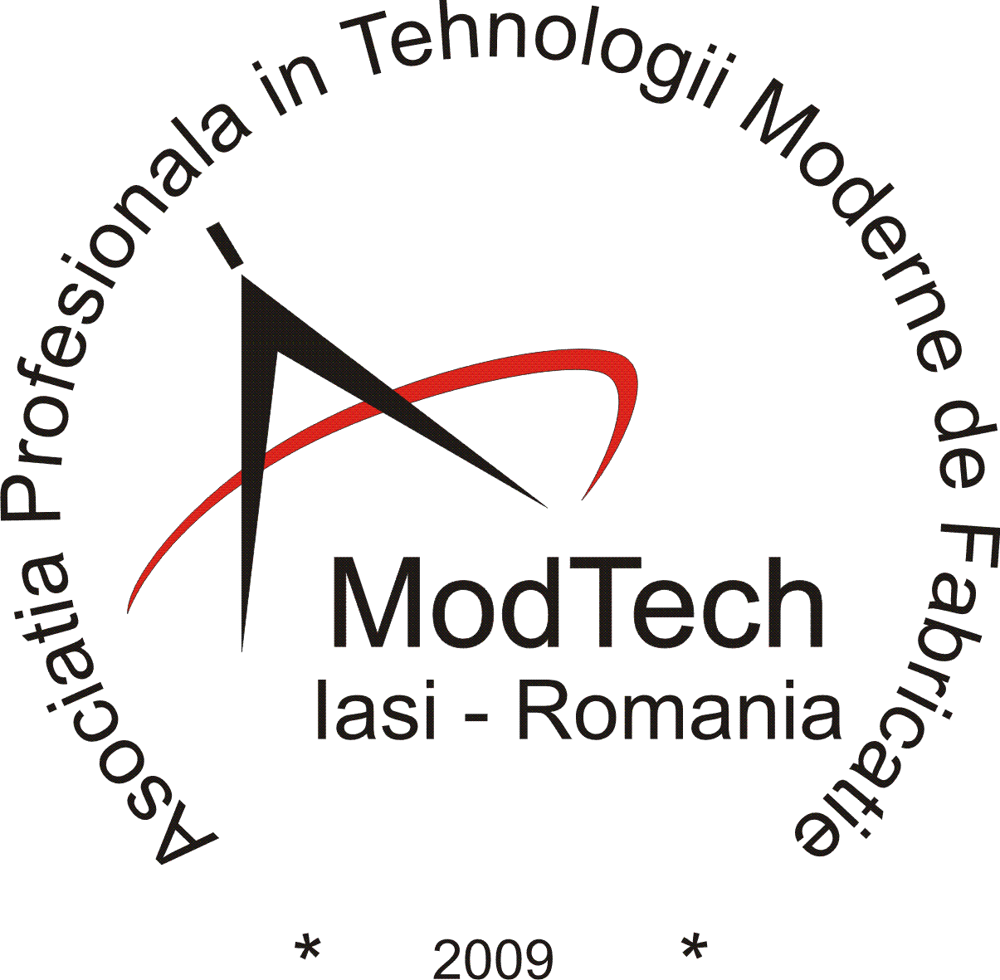 Asociatia Profesionala in Tehnologii Moderne de Fabricatie
ModTech
Iasi - Romania
* 2009 *